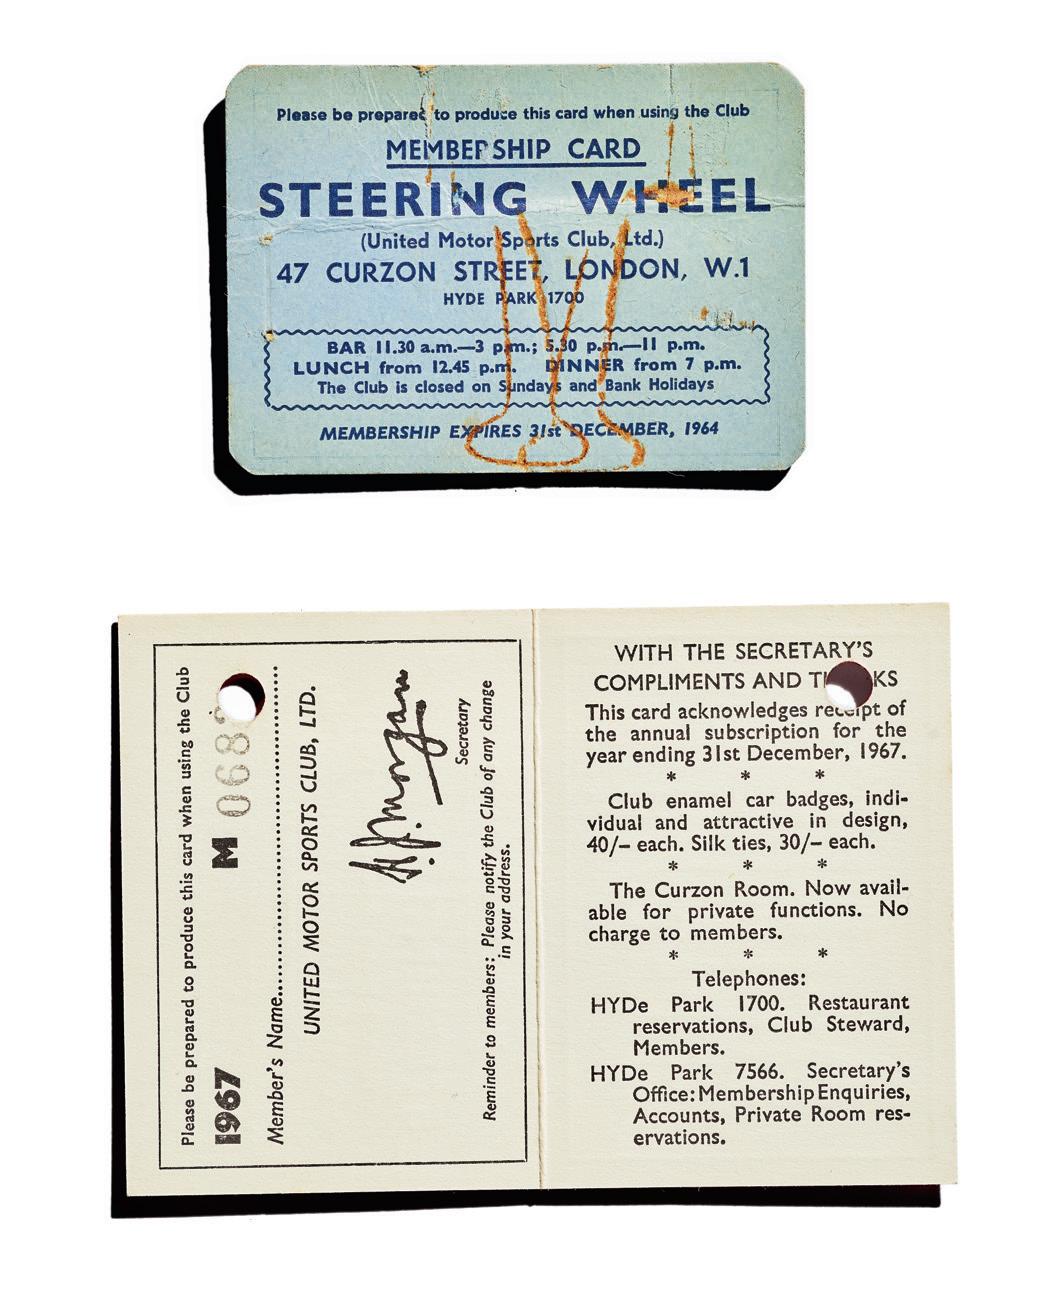 Please be prepared to produce this card when using the Club
MEMBERSHIP CARD
STEERING WHEEL
(United Motor Sports Club, Ltd.)
47 CURZON STREET, LONDON, W.1
HYDE PARK 1700
BAR 11.30 a.m.—3 p.m.; 5.30 p.m.—11 p.m.
LUNCH from 12.45 p.m. DINNER from 7 p.m.
The Club is closed on Sundays and Bank Holidays
MEMBERSHIP EXPIRES 31st DECEMBER, 1964
Please be prepared to produce this card when using the Club
1967 M 068
Member's Name
UNITED MOTOR SPORTS CLUB, LTD.
H. J. Morgan
Secretary
Reminder to members: Please notify the Club of any change
in your address.
WITH THE SECRETARY'S
COMPLIMENTS AND THANKS
This card acknowledges receipt of
the annual subscription for the
year ending 31st December, 1967.
* * *
Club enamel car badges, indi-
vidual and attractive in design,
40/– each. Silk ties, 30/– each.
* * *
The Curzon Room. Now avail-
able for private functions. No
charge to members.
* * *
Telephones:
HYDe Park 1700. Restaurant
reservations, Club Steward,
Members.
HYDe Park 7566. Secretary's
Office: Membership Enquiries,
Accounts, Private Room res-
ervations.